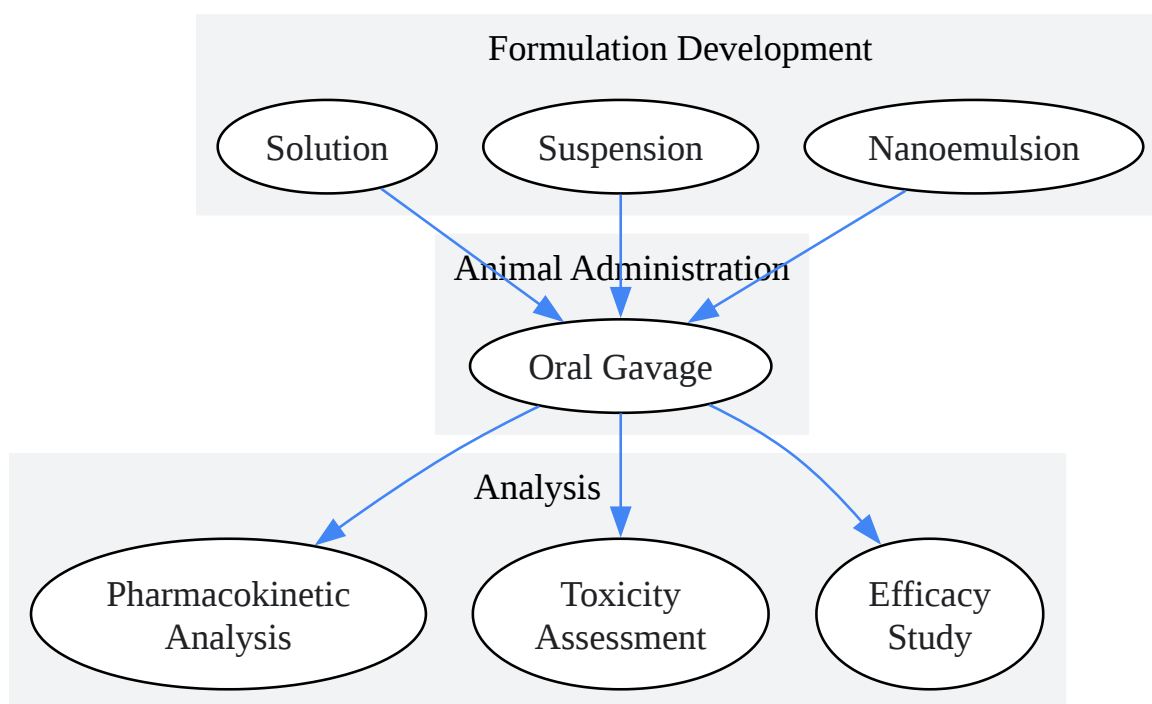 Formulation Development
Solution
Suspension
Nanoemulsion
Animal Administration
Oral Gavage
Analysis
Pharmacokinetic
Analysis
Toxicity
Assessment
Efficacy
Study